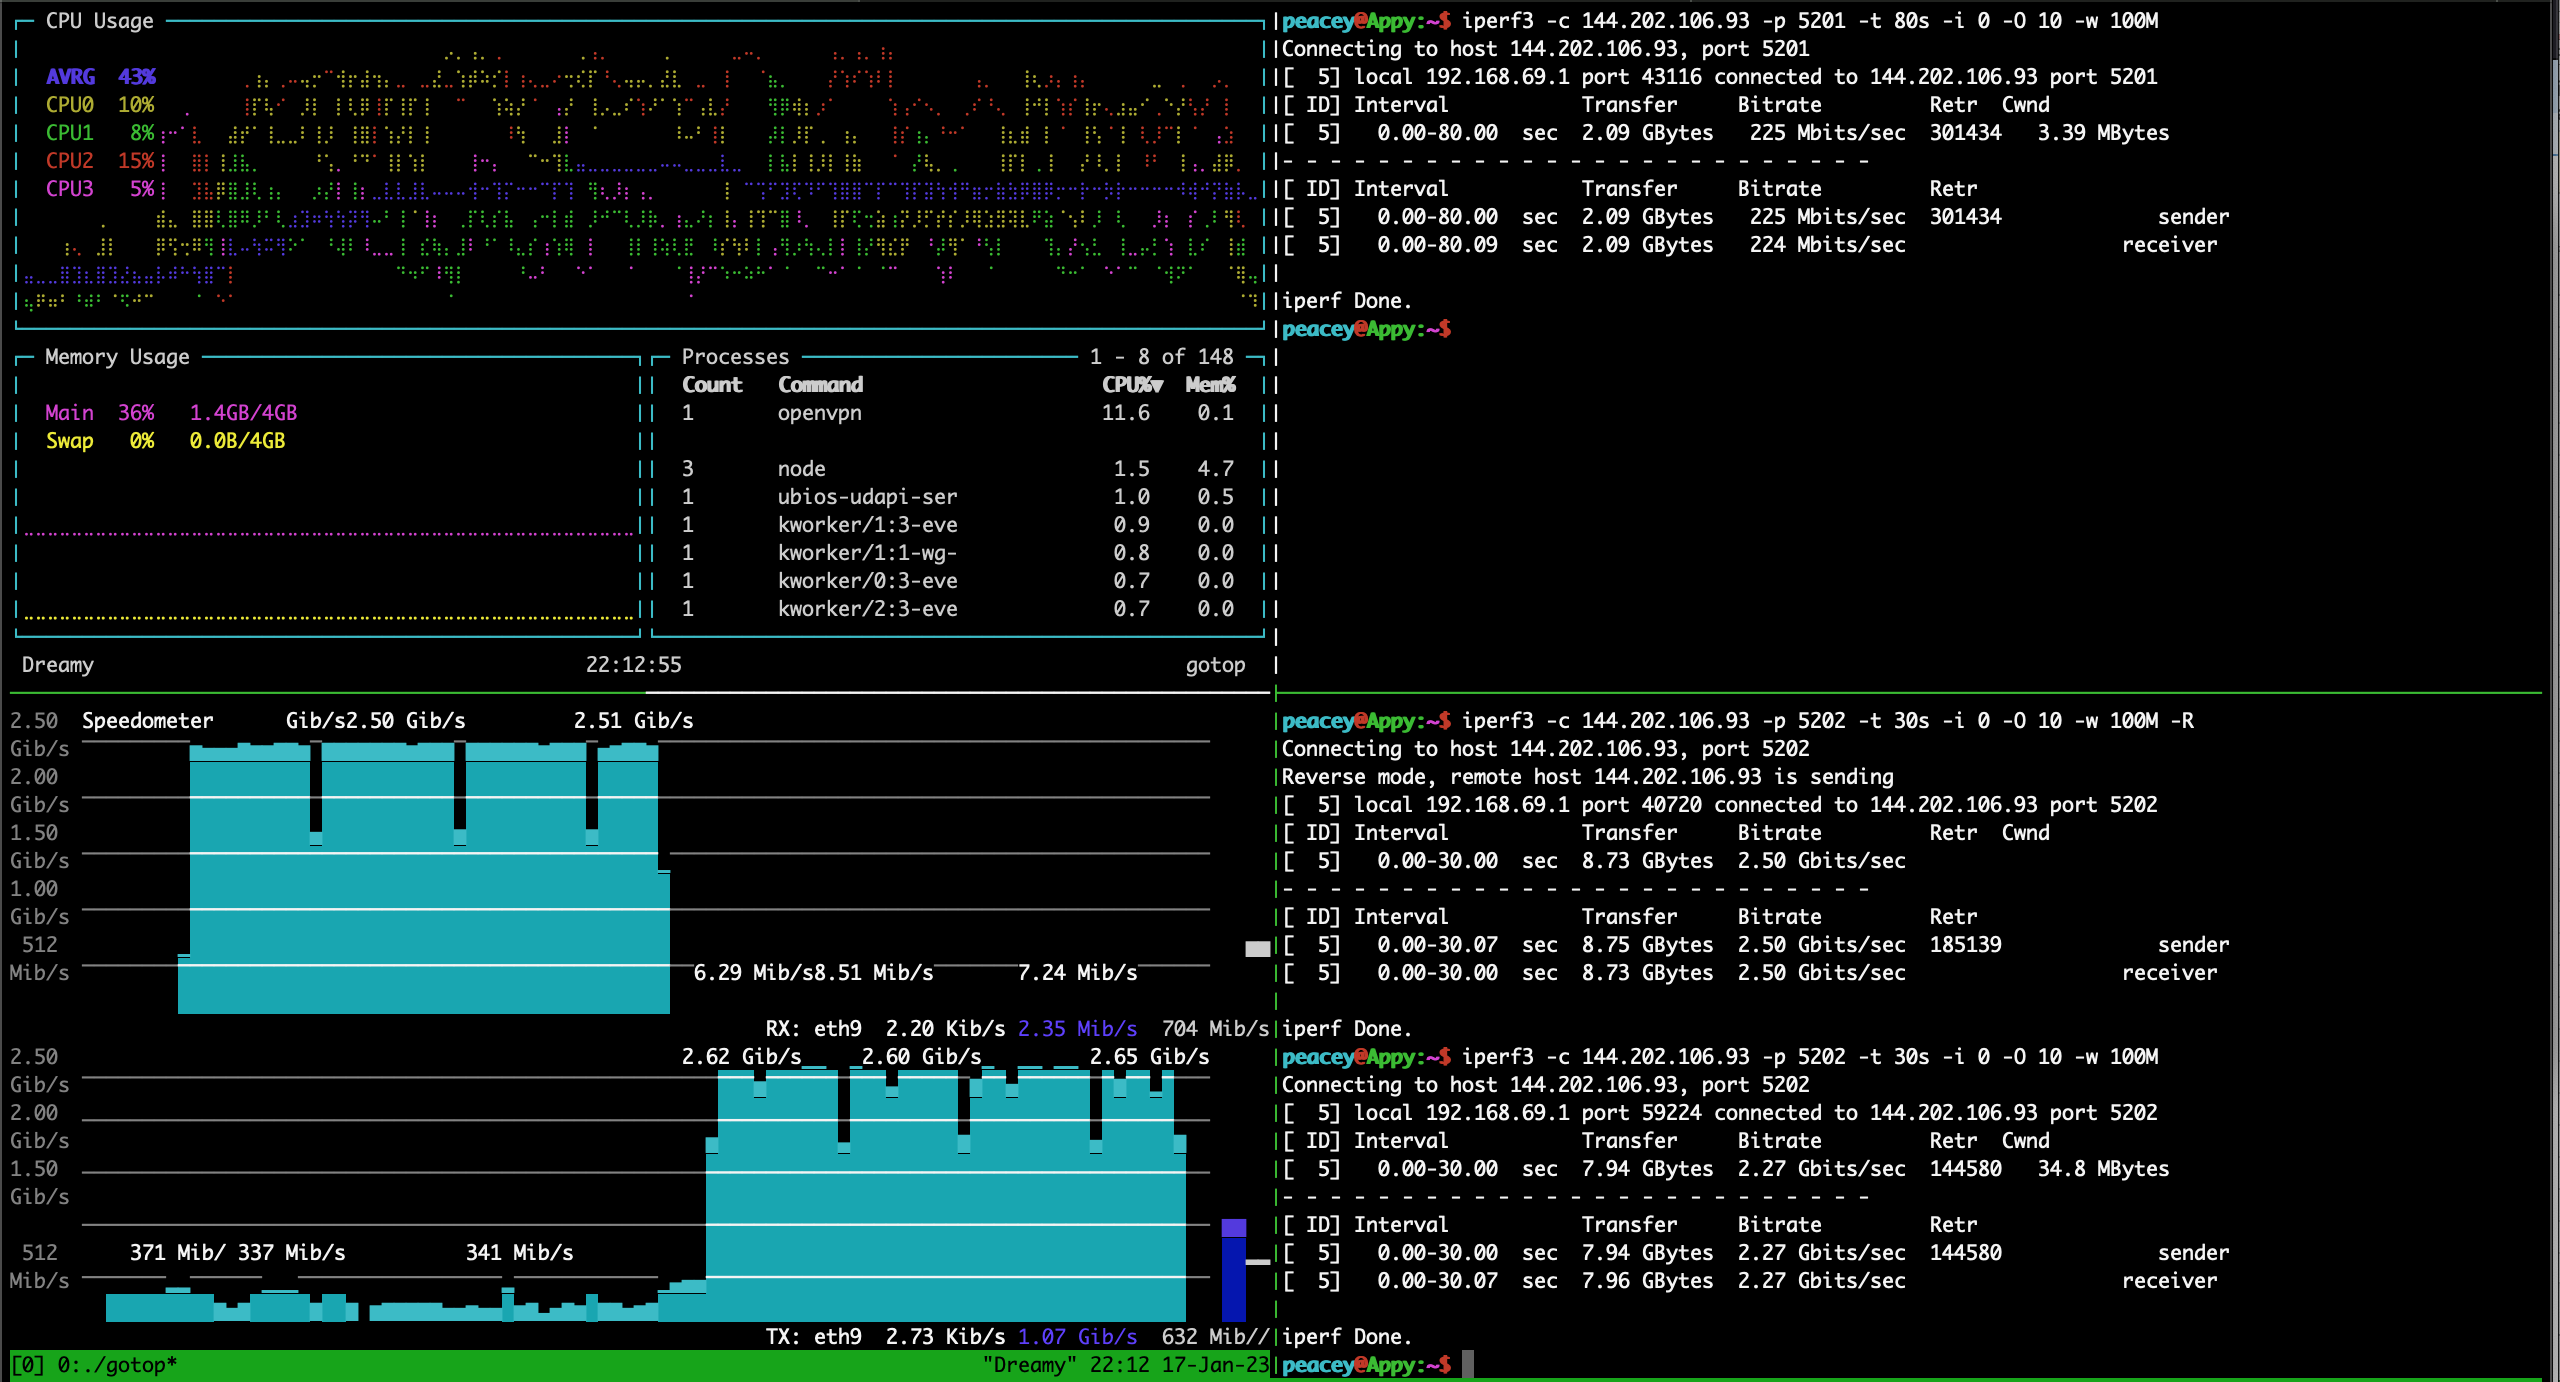 CPU Usage
AVRG 43%
CPU0 10%
CPU1 8%
CPU2 15%
CPU3 5%
Memory Usage
Main 36% 1.4GB/4GB
Swap 0% 0.0B/4GB
Processes 1 - 8 of 148
Count Command CPU%▼ Mem%
1 openvpn 11.6 0.1
3 node 1.5 4.7
1 ubios-udapi-ser 1.0 0.5
1 kworker/1:3-eve 0.9 0.0
1 kworker/1:1-wg- 0.8 0.0
1 kworker/0:3-eve 0.7 0.0
1 kworker/2:3-eve 0.7 0.0
Dreamy 22:12:55 gotop
2.50 Speedometer Gib/s2.50 Gib/s 2.51 Gib/s
Gib/s
2.00
Gib/s
1.50
Gib/s
1.00
Gib/s
512
Mib/s 6.29 Mib/s8.51 Mib/s 7.24 Mib/s
RX: eth9 2.20 Kib/s 2.35 Mib/s 704 Mib/s
2.50 2.62 Gib/s 2.60 Gib/s 2.65 Gib/s
Gib/s
2.00
Gib/s
1.50
Gib/s
512 371 Mib/ 337 Mib/s 341 Mib/s
Mib/s
TX: eth9 2.73 Kib/s 1.07 Gib/s 632 Mib//
[0] 0:./gotop* "Dreamy" 22:12 17-Jan-23
peacey@Appy:~$ iperf3 -c 144.202.106.93 -p 5201 -t 80s -i 0 -O 10 -w 100M
Connecting to host 144.202.106.93, port 5201
[  5] local 192.168.69.1 port 43116 connected to 144.202.106.93 port 5201
[ ID] Interval Transfer Bitrate Retr Cwnd
[  5] 0.00-80.00 sec 2.09 GBytes 225 Mbits/sec 301434 3.39 MBytes
- - - - - - - - - - - - - - - - - - - - - - - - -
[ ID] Interval Transfer Bitrate Retr
[  5] 0.00-80.00 sec 2.09 GBytes 225 Mbits/sec 301434 sender
[  5] 0.00-80.09 sec 2.09 GBytes 224 Mbits/sec receiver
iperf Done.
peacey@Appy:~$
peacey@Appy:~$ iperf3 -c 144.202.106.93 -p 5202 -t 30s -i 0 -O 10 -w 100M -R
Connecting to host 144.202.106.93, port 5202
Reverse mode, remote host 144.202.106.93 is sending
[  5] local 192.168.69.1 port 40720 connected to 144.202.106.93 port 5202
[ ID] Interval Transfer Bitrate Retr Cwnd
[  5] 0.00-30.00 sec 8.73 GBytes 2.50 Gbits/sec
- - - - - - - - - - - - - - - - - - - - - - - - -
[ ID] Interval Transfer Bitrate Retr
[  5] 0.00-30.07 sec 8.75 GBytes 2.50 Gbits/sec 185139 sender
[  5] 0.00-30.00 sec 8.73 GBytes 2.50 Gbits/sec receiver
iperf Done.
peacey@Appy:~$ iperf3 -c 144.202.106.93 -p 5202 -t 30s -i 0 -O 10 -w 100M
Connecting to host 144.202.106.93, port 5202
[  5] local 192.168.69.1 port 59224 connected to 144.202.106.93 port 5202
[ ID] Interval Transfer Bitrate Retr Cwnd
[  5] 0.00-30.00 sec 7.94 GBytes 2.27 Gbits/sec 144580 34.8 MBytes
- - - - - - - - - - - - - - - - - - - - - - - - -
[ ID] Interval Transfer Bitrate Retr
[  5] 0.00-30.00 sec 7.94 GBytes 2.27 Gbits/sec 144580 sender
[  5] 0.00-30.07 sec 7.96 GBytes 2.27 Gbits/sec receiver
iperf Done.
peacey@Appy:~$